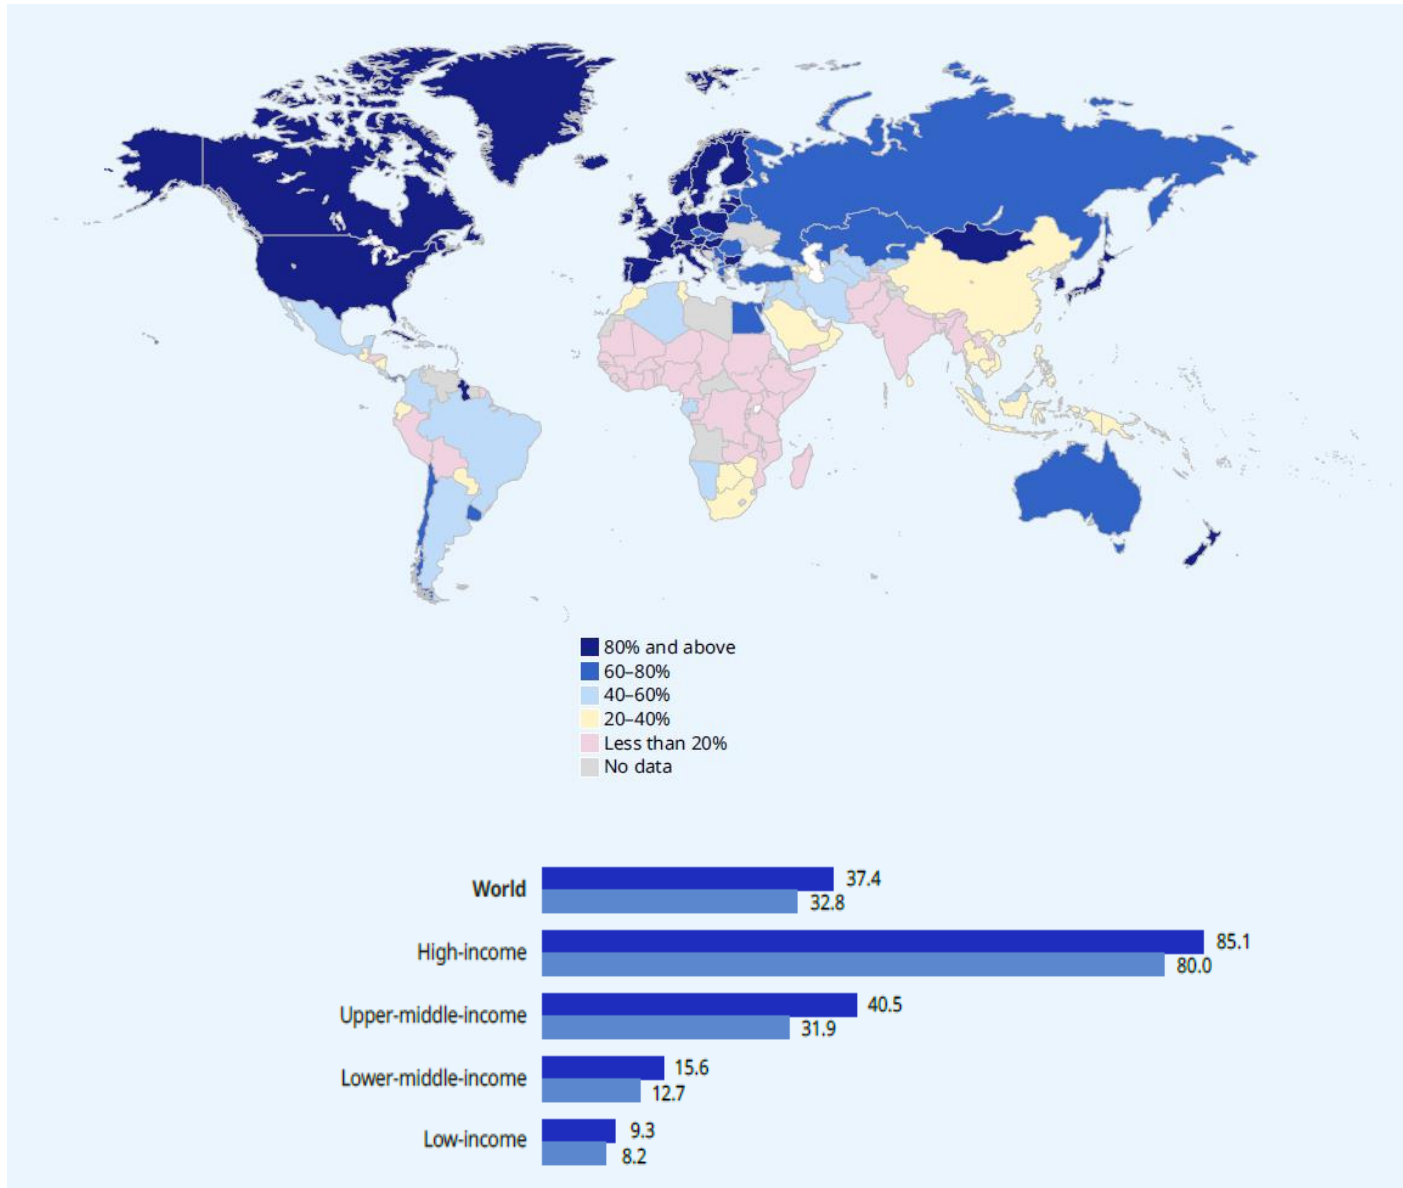 80% and above
60–80%
40–60%
20–40%
Less than 20%
No data
World
37.4
32.8
High-income
85.1
80.0
Upper-middle-income
40.5
31.9
Lower-middle-income
15.6
12.7
Low-income
9.3
8.2